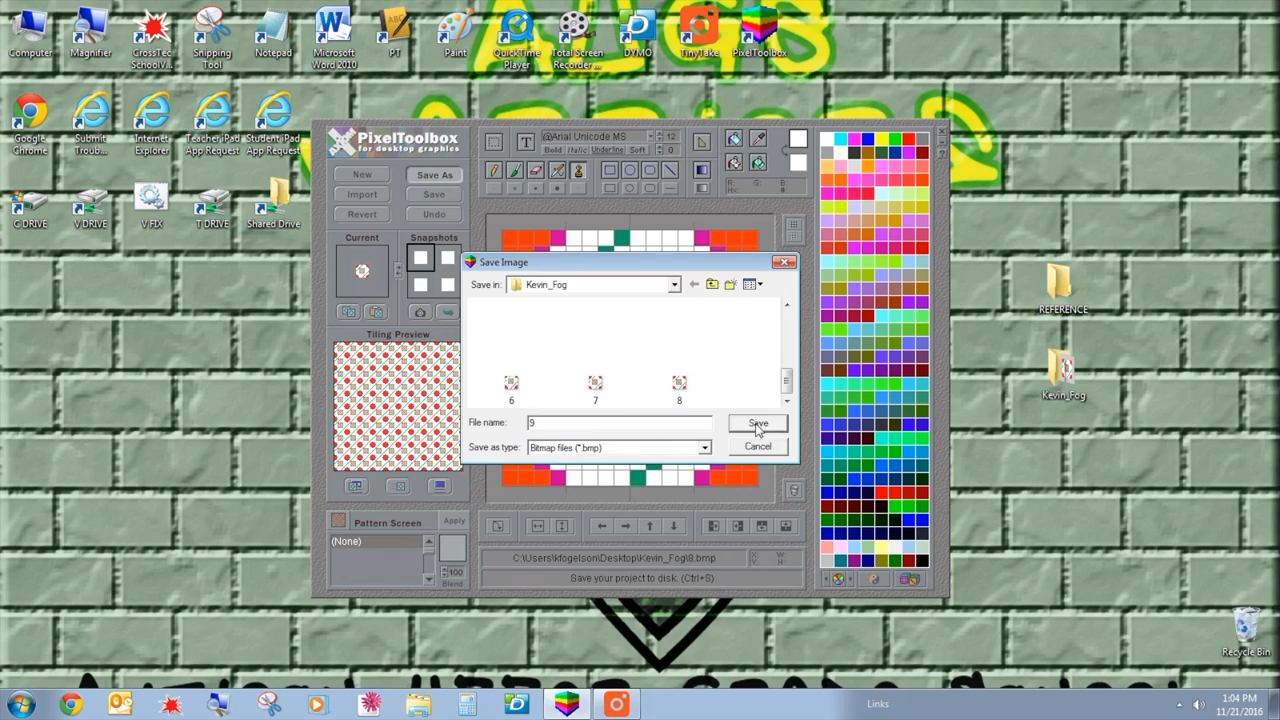 Computer
Magnifier
CrossTec SchoolV...
Snipping Tool
Notepad
Microsoft Word 2010
PT
Paint
QuickTime Player
Total Screen Recorder ...
DYMO
TinyTake
PixelToolbox
Google Chrome
Submit Troub...
Internet Explorer
Teacher iPad App Request
Student iPad App Request
V DRIVE
V FIX
T DRIVE
Shared Drive
REFERENCE
Kevin_Fog
Recycle Bin
PixelToolbox
for desktop graphics
New
Save As
Import
Save
Revert
Undo
Current
Snapshots
Tiling Preview
Pattern Screen
Apply
(None)
100
Blend
@Arial Unicode MS
12
Bold Italic Underline Soft
0
R: G: B:
Save Image
Save in:
Kevin_Fog
6
7
8
File name:
9
Save
Save as type:
Bitmap files (*.bmp)
Cancel
C:\Users\kfogelson\Desktop\Kevin_Fog\8.bmp
X: W:
Save your project to disk: (Ctrl+S)
Links
1:04 PM
11/21/2016